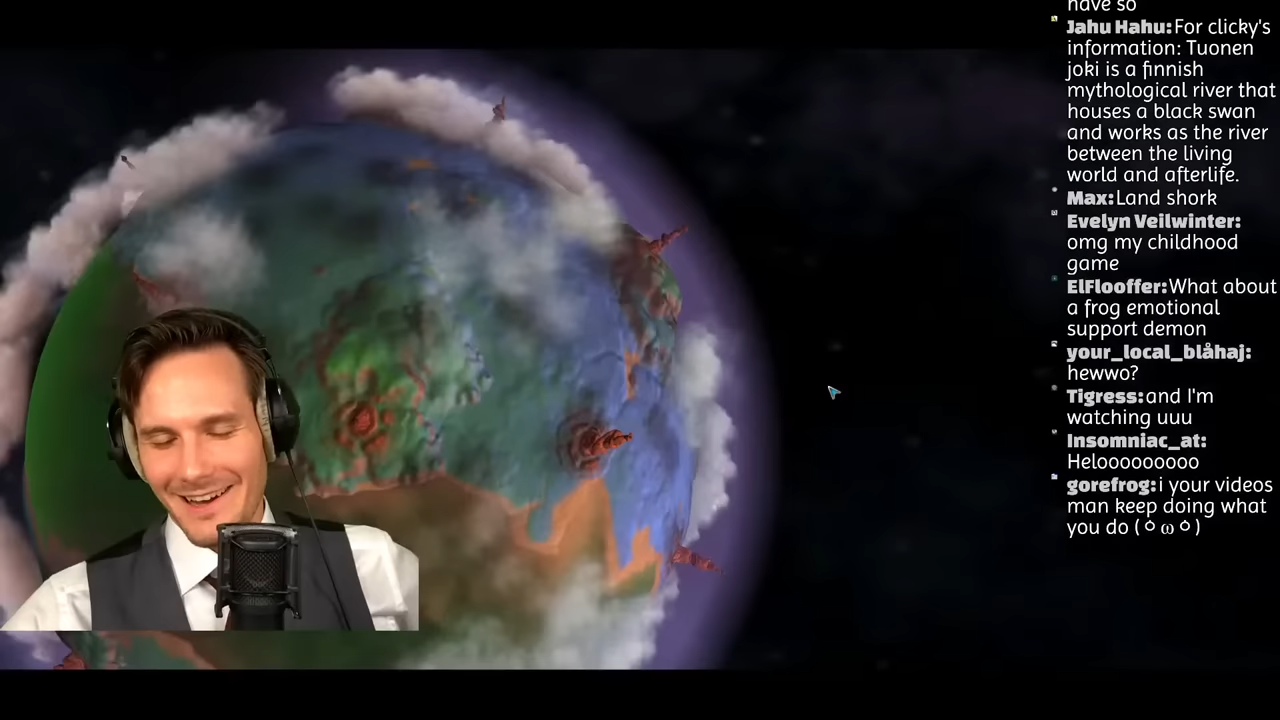 have so
Jahu Hahu: For clicky's
information: Tuonen
joki is a finnish
mythological river that
houses a black swan
and works as the river
between the living
world and afterlife.
Max: Land shork
Evelyn Veilwinter:
omg my childhood
game
ElFlooffer: What about
a frog emotional
support demon
your_local_blåhaj:
hewwo?
Tigress: and I'm
watching uuu
Insomniac_at:
Helooooooooo
gorefrog: i your videos
man keep doing what
you do ( ㆁ ω ㆁ )